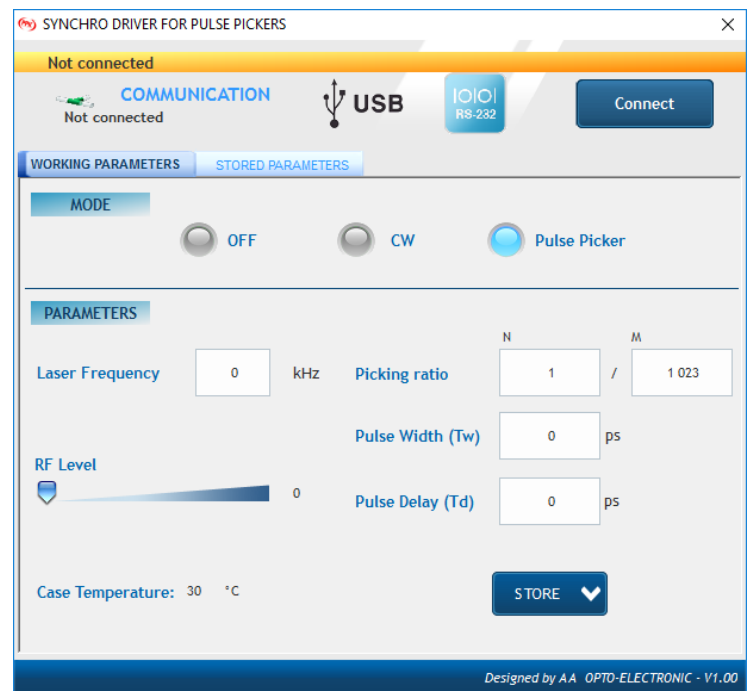 SYNCHRO DRIVER FOR PULSE PICKERS
Not connected
COMMUNICATION
Not connected
USB
IOIOI
RS-232
Connect
WORKING PARAMETERS STORED PARAMETERS
MODE
OFF CW Pulse Picker
PARAMETERS
N M
Laser Frequency 0 kHz Picking ratio 1 / 1 023
Pulse Width (Tw) 0 ps
RF Level
0
Pulse Delay (Td) 0 ps
Case Temperature: 30 °C
STORE
Designed by AA OPTO-ELECTRONIC - V1.00